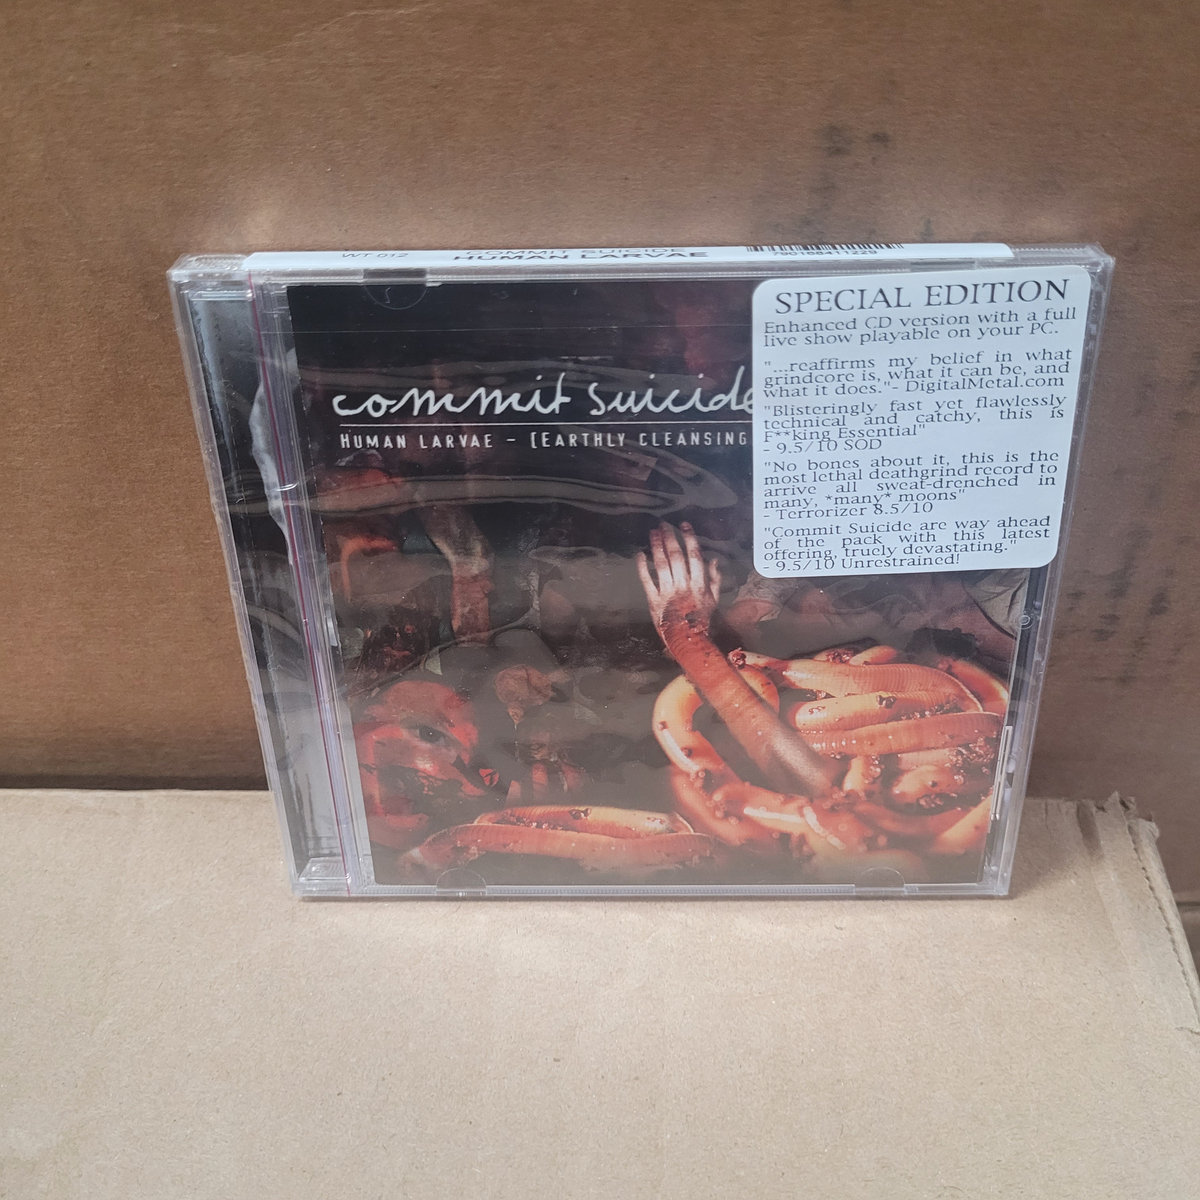 WT 012 COMMIT SUICIDE
HUMAN LARVAE
790168411229
commit suicide
HUMAN LARVAE - [EARTHLY CLEANSING
SPECIAL EDITION
Enhanced CD version with a full
live show playable on your PC.
"...reaffirms my belief in what
grindcore is, what it can be, and
what it does."- DigitalMetal.com
"Blisteringly fast yet flawlessly
technical and catchy, this is
F**king Essential"
- 9.5/10 SOD
"No bones about it, this is the
most lethal deathgrind record to
arrive all sweat-drenched in
many, *many* moons"
- Terrorizer 8.5/10
"Commit Suicide are way ahead
of the pack with this latest
offering, truely devastating."
- 9.5/10 Unrestrained!